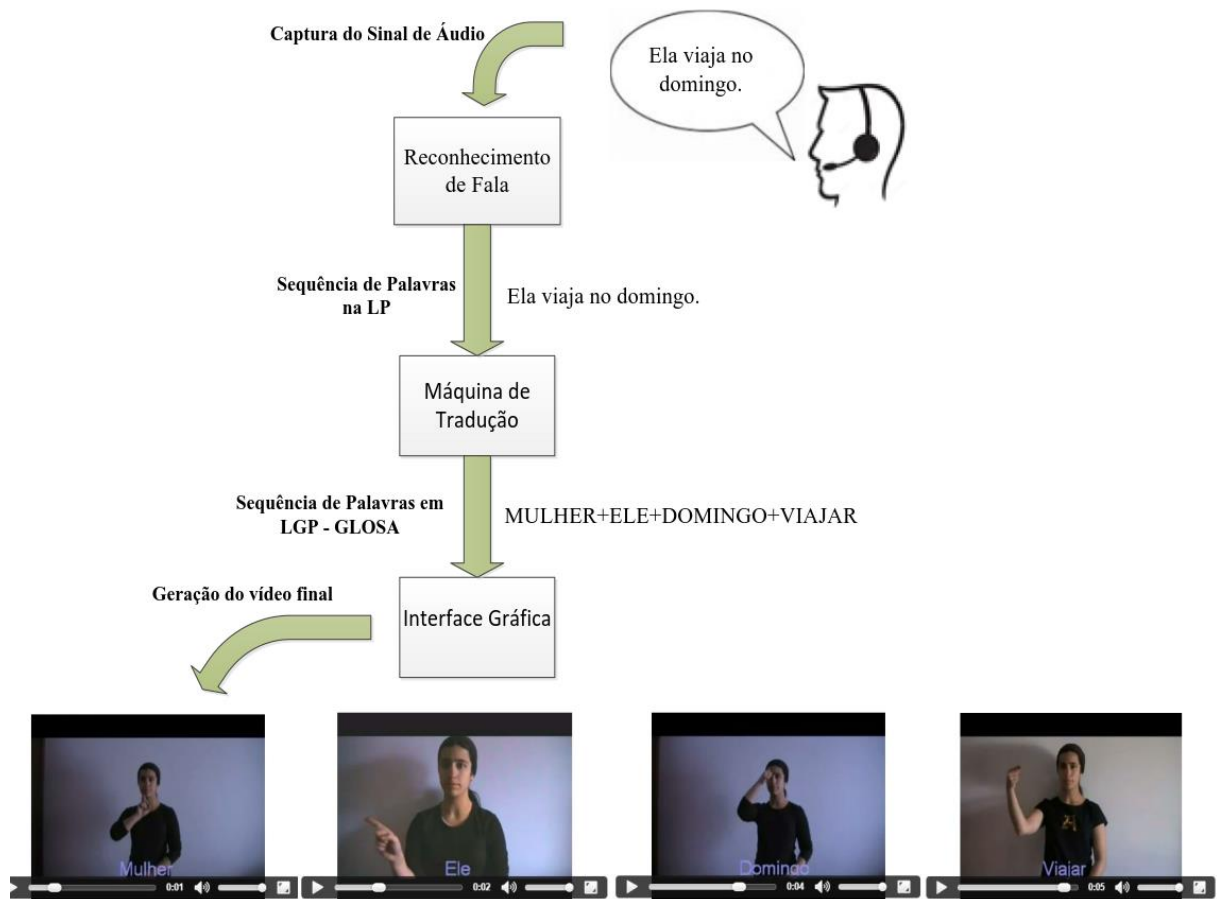 Captura do Sinal de Áudio
Ela viaja no
domingo.
Reconhecimento
de Fala
Sequência de Palavras
na LP
Ela viaja no domingo.
Máquina de
Tradução
Sequência de Palavras em
LGP - GLOSA
MULHER+ELE+DOMINGO+VIAJAR
Geração do vídeo final
Interface Gráfica
Mulher
Ele
Domingo
Viajar
0:01
0:02
0:04
0:05